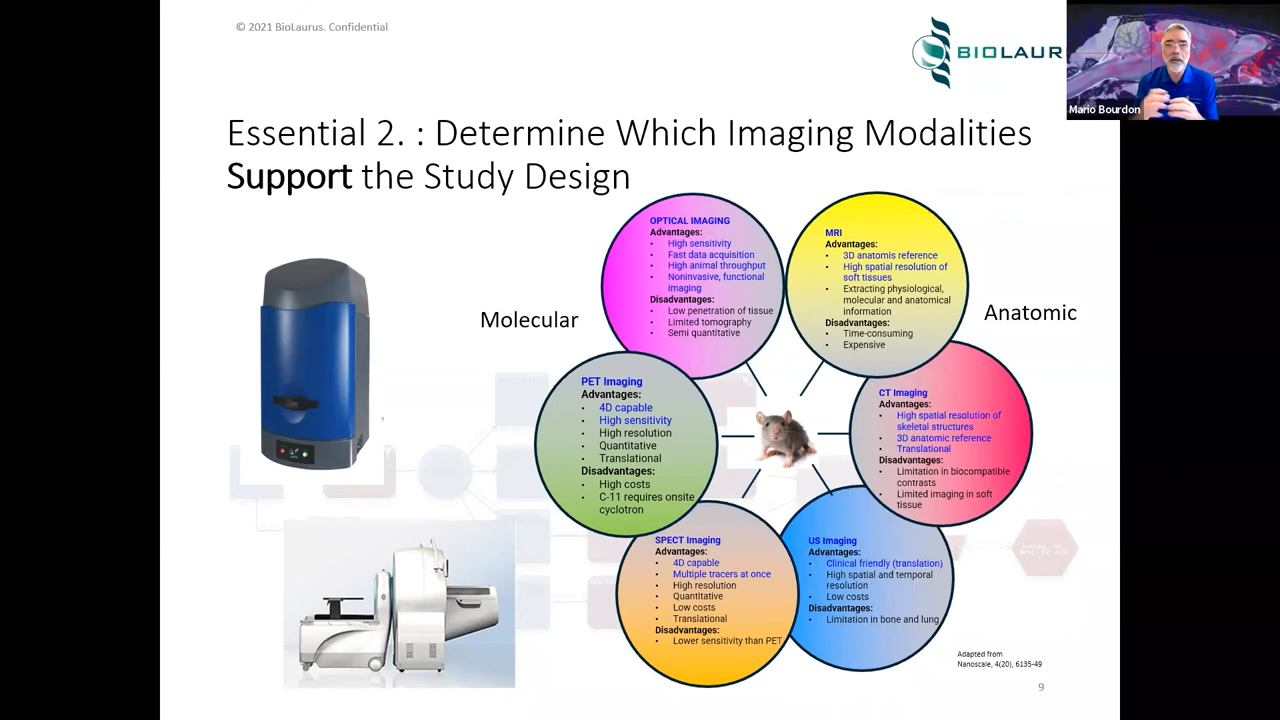 © 2021 BioLaurus. Confidential
BIOLAUR
Mario Bourdon
Essential 2. : Determine Which Imaging Modalities
Support the Study Design
Molecular
Anatomic
OPTICAL IMAGING
Advantages:
• High sensitivity
• Fast data acquisition
• High animal throughput
• Noninvasive, functional
imaging
Disadvantages:
• Low penetration of tissue
• Limited tomography
• Semi quantitative
MRI
Advantages:
• 3D anatomis reference
• High spatial resolution of
soft tissues
• Extracting physiological,
molecular and anatomical
information
Disadvantages:
• Time-consuming
• Expensive
PET Imaging
Advantages:
• 4D capable
• High sensitivity
• High resolution
• Quantitative
• Translational
Disadvantages:
• High costs
• C-11 requires onsite
cyclotron
CT Imaging
Advantages:
• High spatial resolution of
skeletal structures
• 3D anatomic reference
• Translational
Disadvantages:
• Limitation in biocompatible
contrasts
• Limited imaging in soft
tissue
SPECT Imaging
Advantages:
• 4D capable
• Multiple tracers at once
• High resolution
• Quantitative
• Low costs
• Translational
Disadvantages:
• Lower sensitivity than PET
US Imaging
Advantages:
• Clinical friendly (translation)
• High spatial and temporal
resolution
• Low costs
Disadvantages:
• Limitation in bone and lung
Adapted from
Nanoscale, 4(20), 6135-49
9